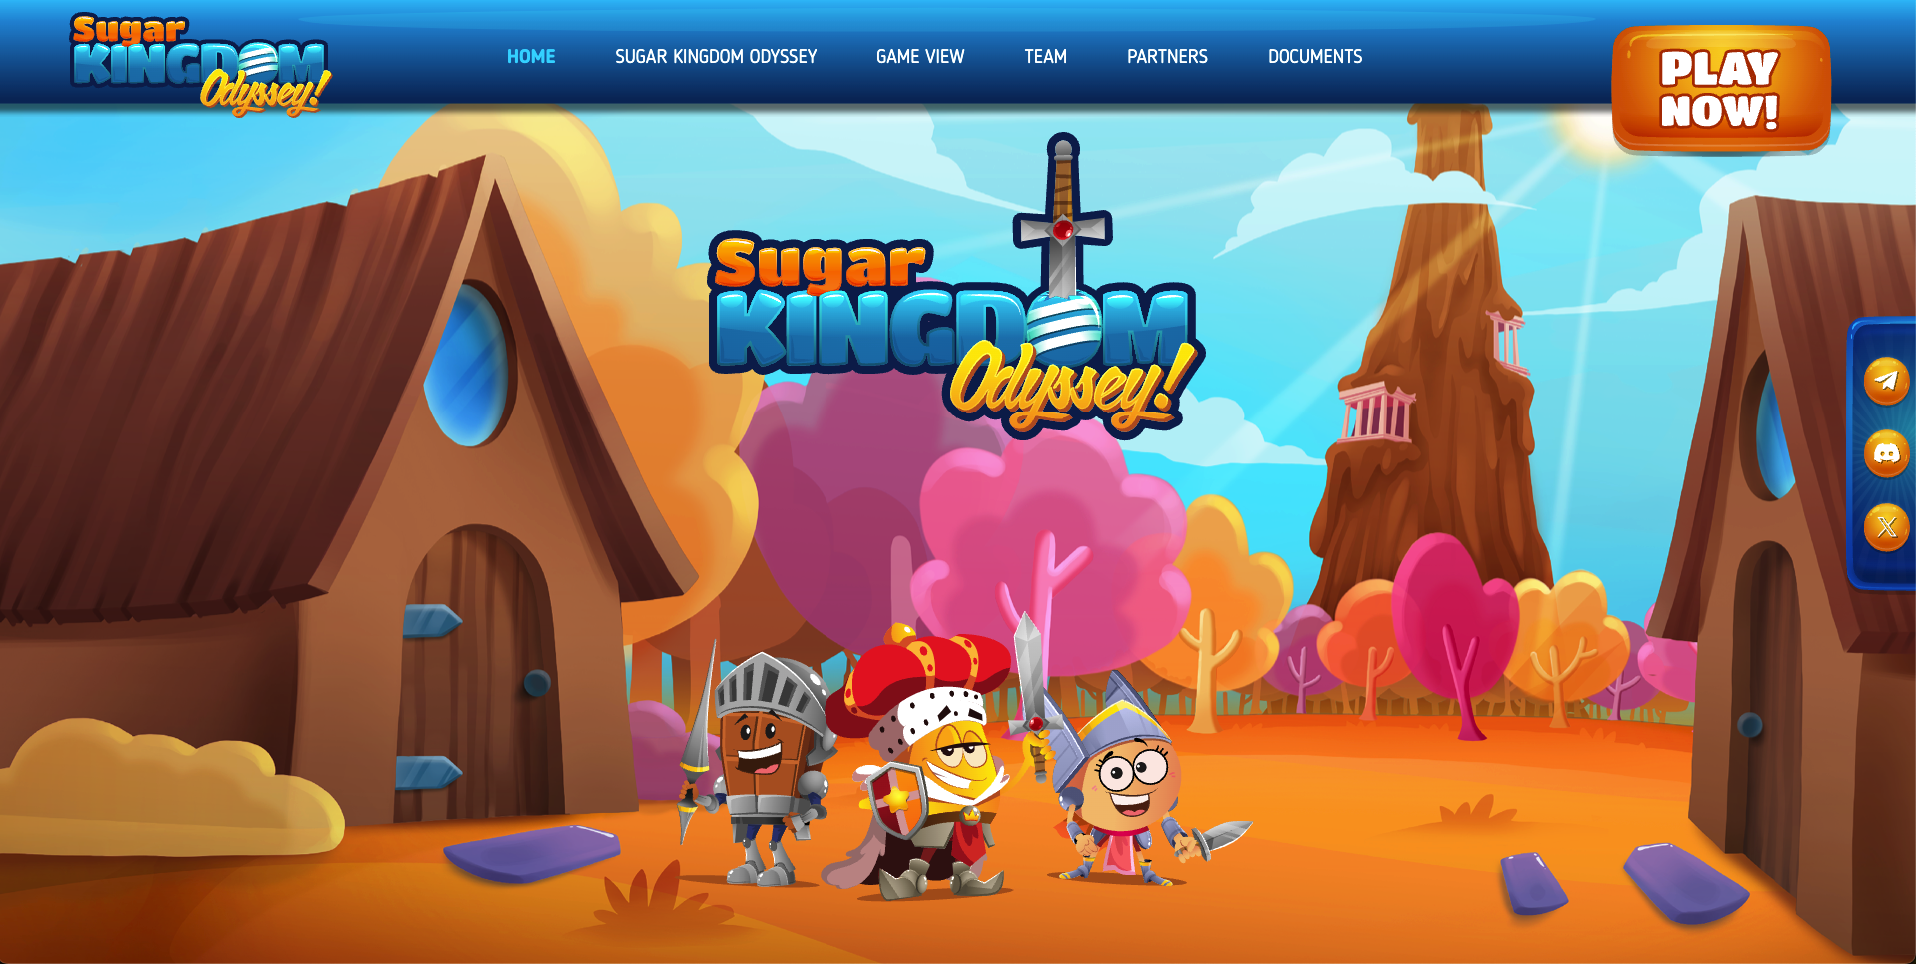 Sugar
KINGDOM
Odyssey!
HOME
SUGAR KINGDOM ODYSSEY
GAME VIEW
TEAM
PARTNERS
DOCUMENTS
PLAY
NOW!
Sugar
KINGDOM
Odyssey!